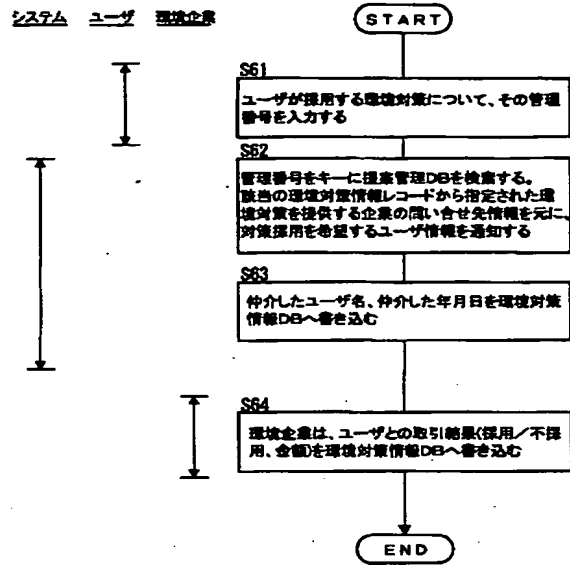 システム ユーザ 環境企業
START
S61
ユーザが採用する環境対策について、その管理
番号を入力する
S62
管理番号をキーに提案管理DBを検索する。
該当の環境対策情報レコードから指定された環
境対策を提供する企業の問い合せ先情報を元に、
対策採用を希望するユーザ情報を通知する
S63
仲介したユーザ名、仲介した年月日を環境対策
情報DBへ書き込む
S64
環境企業は、ユーザとの取引結果(採用/不採
用、金額)を環境対策情報DBへ書き込む
END